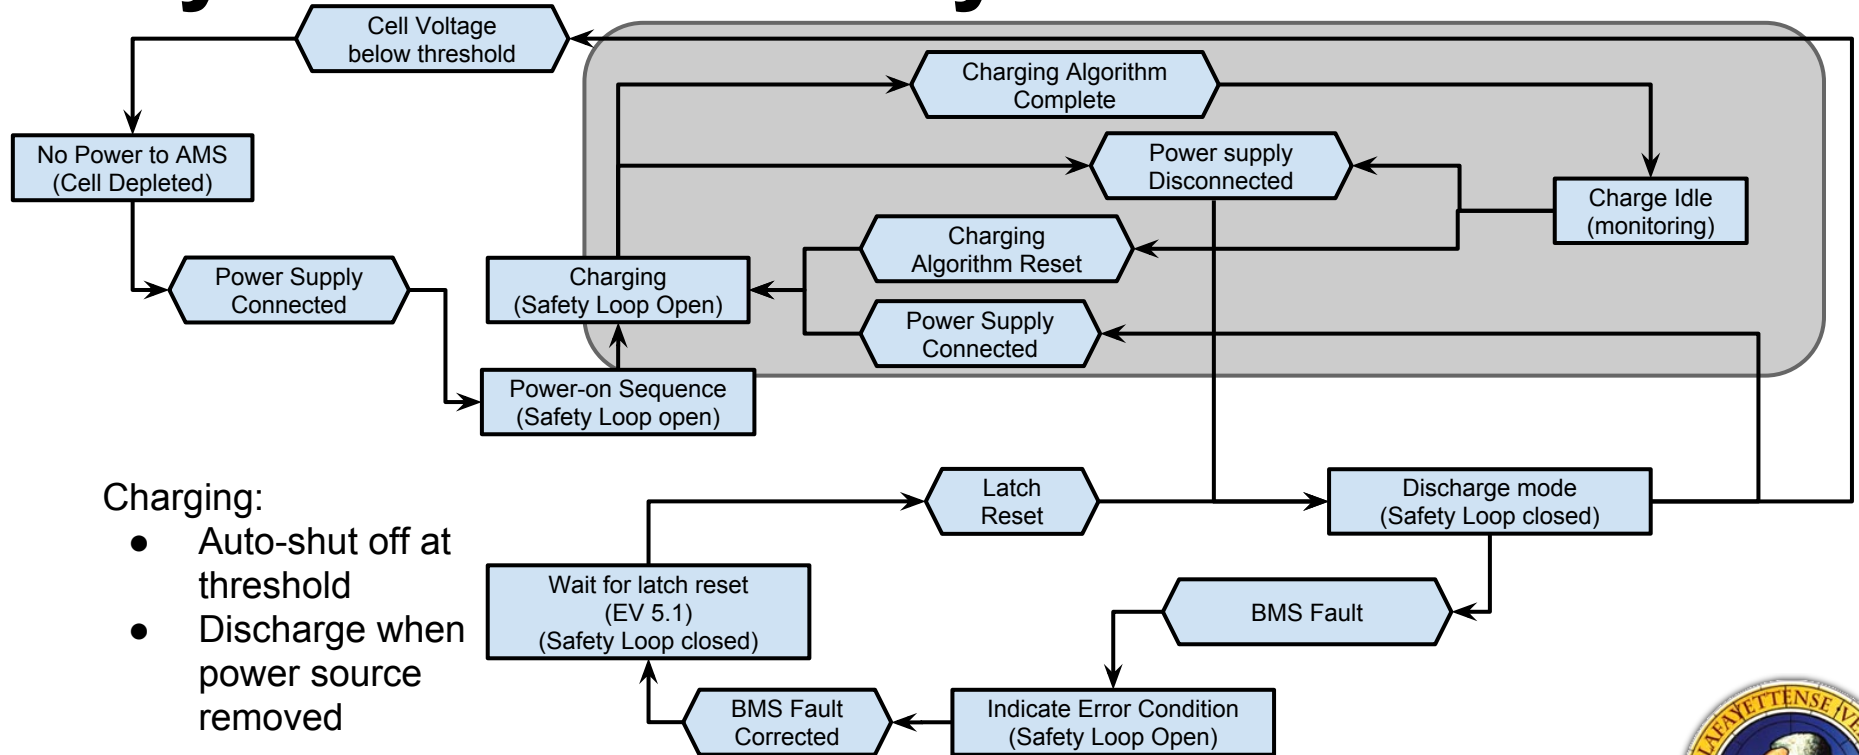 Cell Voltage
below threshold
Charging Algorithm
Complete
No Power to AMS
(Cell Depleted)
Power supply
Disconnected
Charge Idle
(monitoring)
Charging
Algorithm Reset
Power Supply
Connected
Charging
(Safety Loop Open)
Power Supply
Connected
Power-on Sequence
(Safety Loop open)
Charging:
● Auto-shut off at
threshold
● Discharge when
power source
removed
Latch
Reset
Discharge mode
(Safety Loop closed)
Wait for latch reset
(EV 5.1)
(Safety Loop closed)
BMS Fault
BMS Fault
Corrected
Indicate Error Condition
(Safety Loop Open)